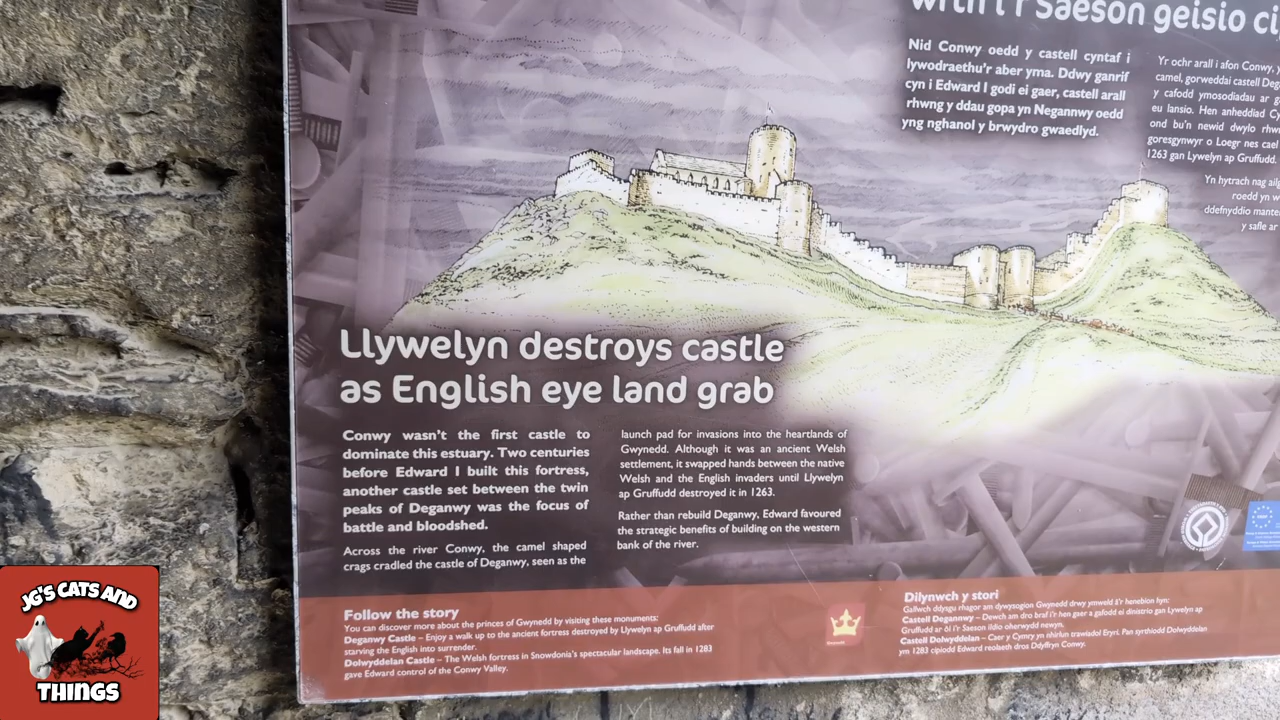 i'r Saeson geisio
Nid Conwy oedd y castell cyntaf i
lywodraethu'r aber yma. Ddwy ganrif
cyn i Edward I godi ei gaer, castell arall
rhwng y ddau gopa yn Negannwy oedd
yng nghanol y brwydro gwaedlyd.
Yr ochr arall i afon Conwy,
camel, gorweddai castell
y cafodd ymosodiadau ar
eu lansio. Hen anheddiad
ond bu'n newid dwylo
goresgynwyr o Loegr nes cael
1263 gan Lywelyn ap Gruffudd.
Yn hytrach nag
roedd yn
ddefnyddio
y safle ar
Llywelyn destroys castle
as English eye land grab
Conwy wasn't the first castle to
dominate this estuary. Two centuries
before Edward I built this fortress,
another castle set between the twin
peaks of Deganwy was the focus of
battle and bloodshed.
Across the river Conwy, the camel shaped
crags cradled the castle of Deganwy, seen as the
launch pad for invasions into the heartlands of
Gwynedd. Although it was an ancient Welsh
settlement, it swapped hands between the native
Welsh and the English invaders until Llywelyn
ap Gruffudd destroyed it in 1263.
Rather than rebuild Deganwy, Edward favoured
the strategic benefits of building on the western
bank of the river.
Follow the story
You can discover more about the princes of Gwynedd by visiting these monuments:
Deganwy Castle – Enjoy a walk up to the ancient fortress destroyed by Llywelyn ap Gruffudd after
starving the English into surrender.
Dolwyddelan Castle – The Welsh fortress in Snowdonia's spectacular landscape. Its fall in 1283
gave Edward control of the Conwy Valley.
Dilynwch y stori
Gallwch ddysgu rhagor am dywysogion Gwynedd drwy ymweld â'r henebion hyn:
Castell Degannwy – Dewch am dro braf i'r hen gaer a gafodd ei dinistrio gan Lywelyn ap
Gruffudd ar ôl i'r Saeson ildio oherwydd newyn.
Castell Dolwyddelan – Caer y Cymry yn nhirlun trawiadol Eryri. Pan syrthiodd Dolwyddelan
ym 1283 cipiodd Edward reolaeth dros Ddyffryn Conwy.
JG'S CATS AND
THINGS